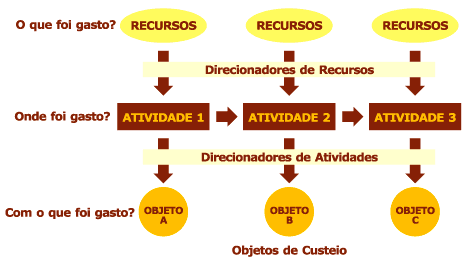 O que foi gasto? RECURSOS RECURSOS RECURSOS
Direcionadores de Recursos
Onde foi gasto? ATIVIDADE 1 ATIVIDADE 2 ATIVIDADE 3
Direcionadores de Atividades
Com o que foi gasto? OBJETO A OBJETO B OBJETO C
Objetos de Custeio